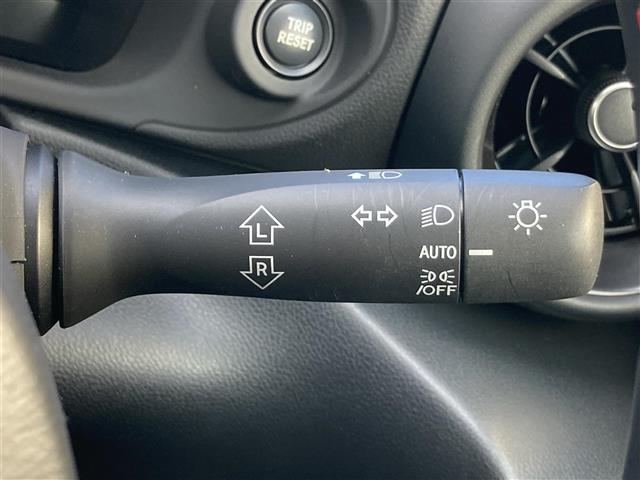 TRIP
RESET
L
R
AUTO
/OFF